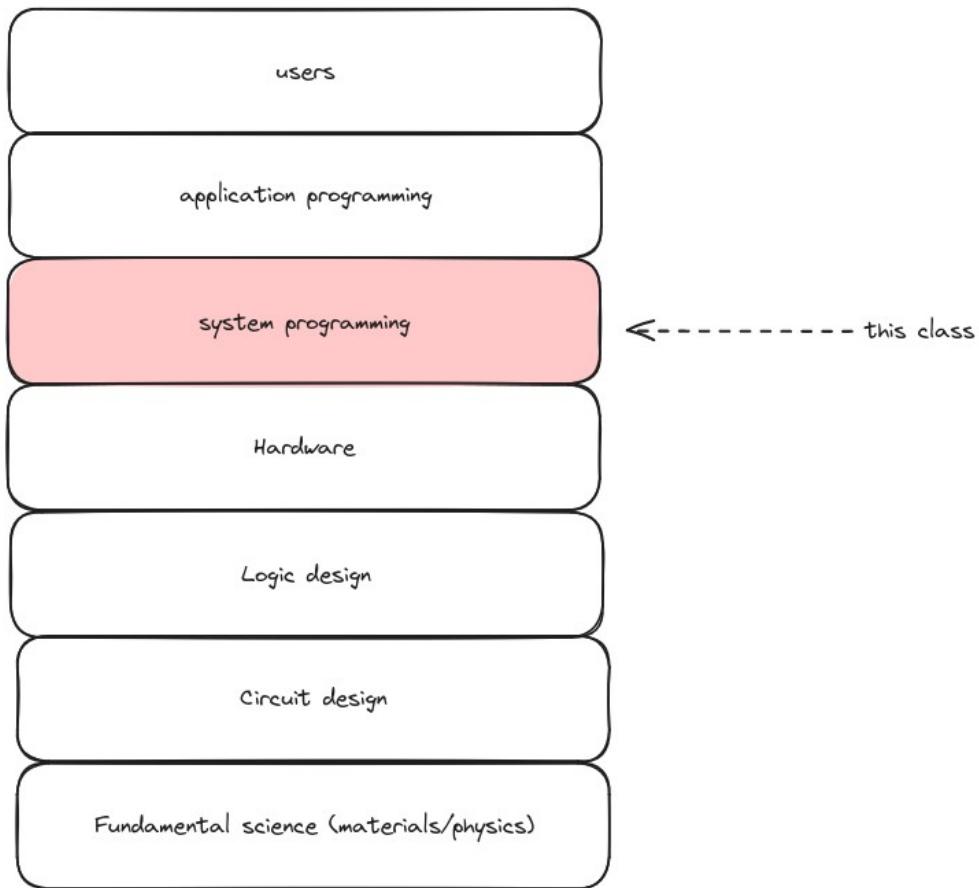 users
application programming
system programming
this class
Hardware
Logic design
Circuit design
Fundamental science (materials/physics)